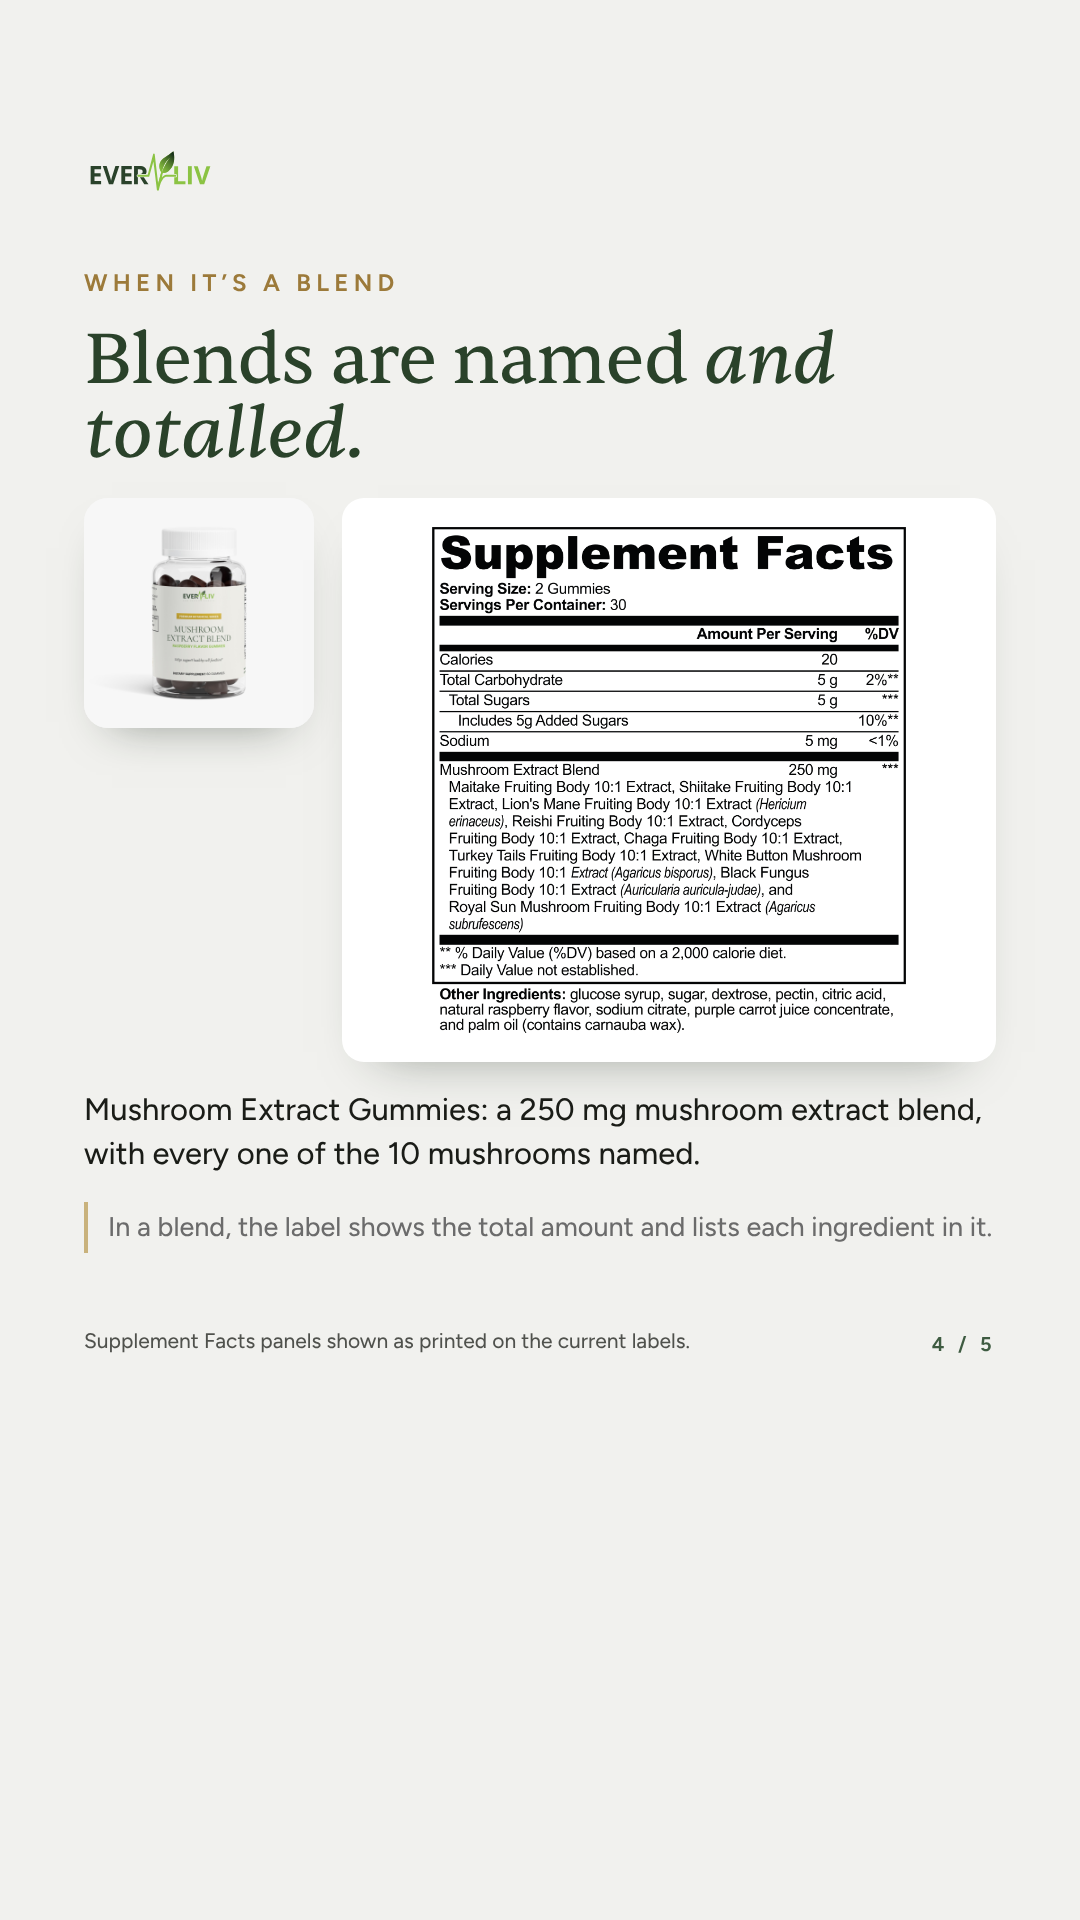 EVERLIV
WHEN IT’S A BLEND
Blends are named and
totalled.
EVERLIV
MUSHROOM
EXTRACT BLEND
Supplement Facts
Serving Size: 2 Gummies
Servings Per Container: 30
Amount Per Serving %DV
Calories 20
Total Carbohydrate 5 g 2%**
Total Sugars 5 g ***
Includes 5g Added Sugars 10%**
Sodium 5 mg <1%
Mushroom Extract Blend 250 mg ***
Maitake Fruiting Body 10:1 Extract, Shiitake Fruiting Body 10:1
Extract, Lion's Mane Fruiting Body 10:1 Extract (Hericium
erinaceus), Reishi Fruiting Body 10:1 Extract, Cordyceps
Fruiting Body 10:1 Extract, Chaga Fruiting Body 10:1 Extract,
Turkey Tails Fruiting Body 10:1 Extract, White Button Mushroom
Fruiting Body 10:1 Extract (Agaricus bisporus), Black Fungus
Fruiting Body 10:1 Extract (Auricularia auricula-judae), and
Royal Sun Mushroom Fruiting Body 10:1 Extract (Agaricus
subrufescens)
** % Daily Value (%DV) based on a 2,000 calorie diet.
*** Daily Value not established.
Other Ingredients: glucose syrup, sugar, dextrose, pectin, citric acid,
natural raspberry flavor, sodium citrate, purple carrot juice concentrate,
and palm oil (contains carnauba wax).
Mushroom Extract Gummies: a 250 mg mushroom extract blend,
with every one of the 10 mushrooms named.
In a blend, the label shows the total amount and lists each ingredient in it.
Supplement Facts panels shown as printed on the current labels.
4 / 5